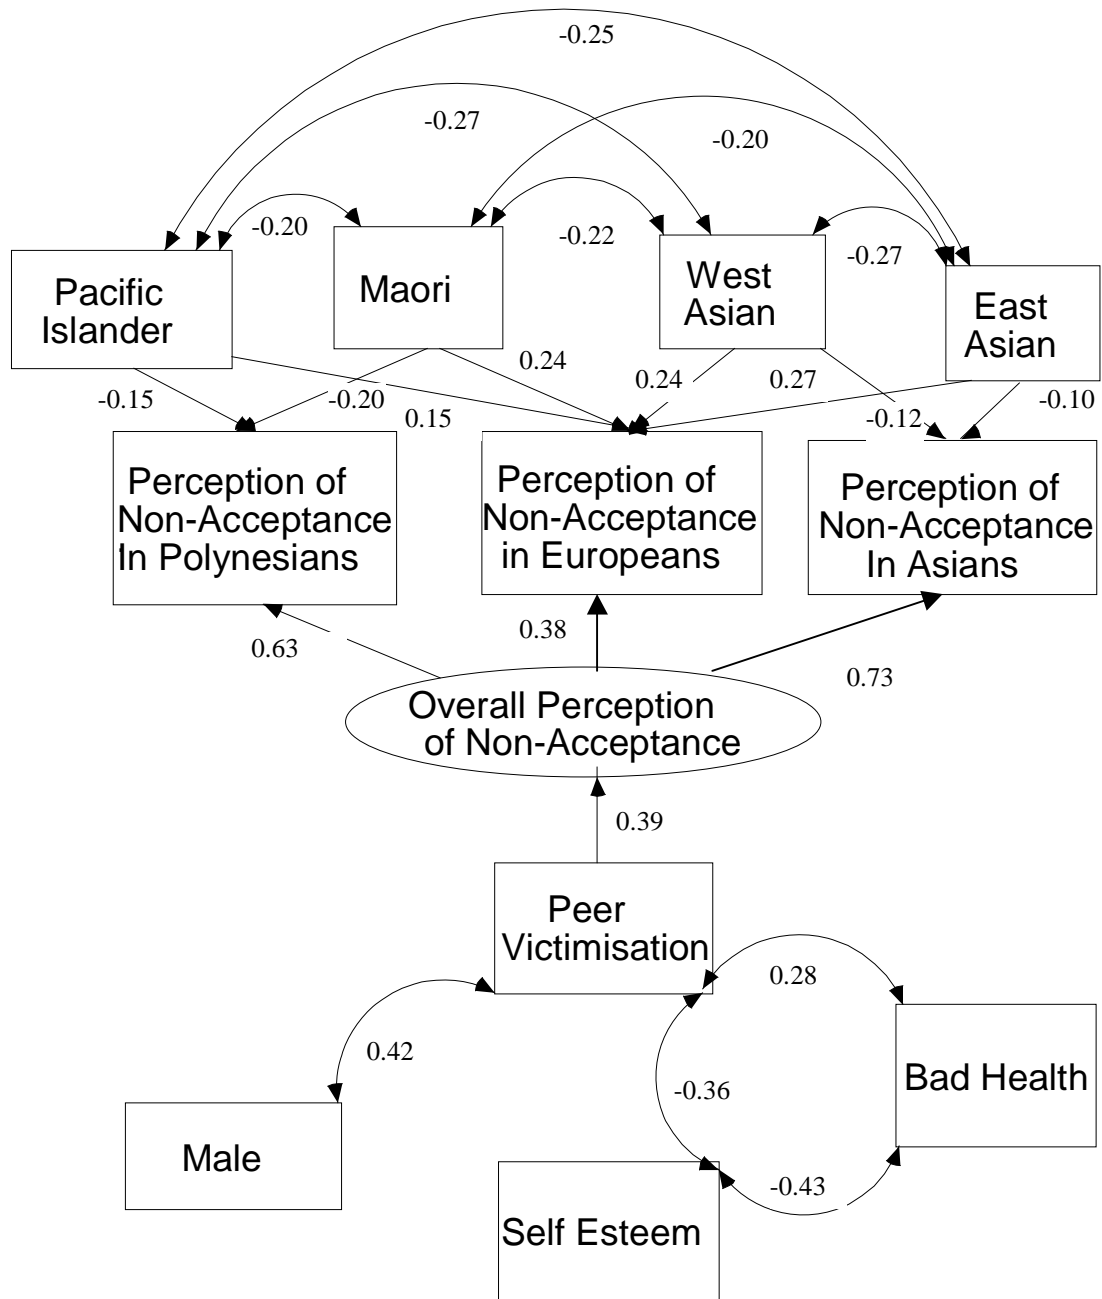 -0.25
-0.27
-0.20
-0.20
-0.22
-0.27
Pacific
Islander
Maori
West
Asian
East
Asian
-0.15
-0.20
0.15
0.24
0.24
0.27
-0.12
-0.10
Perception of
Non-Acceptance
In Polynesians
Perception of
Non-Acceptance
in Europeans
Perception of
Non-Acceptance
In Asians
0.63
0.38
0.73
Overall Perception
of Non-Acceptance
0.39
Peer
Victimisation
0.28
0.42
-0.36
Bad Health
Male
-0.43
Self Esteem